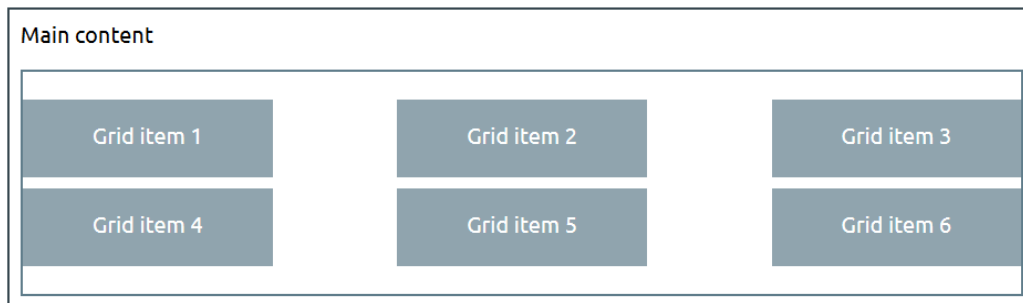 Main content
Grid item 1 Grid item 2 Grid item 3
Grid item 4 Grid item 5 Grid item 6